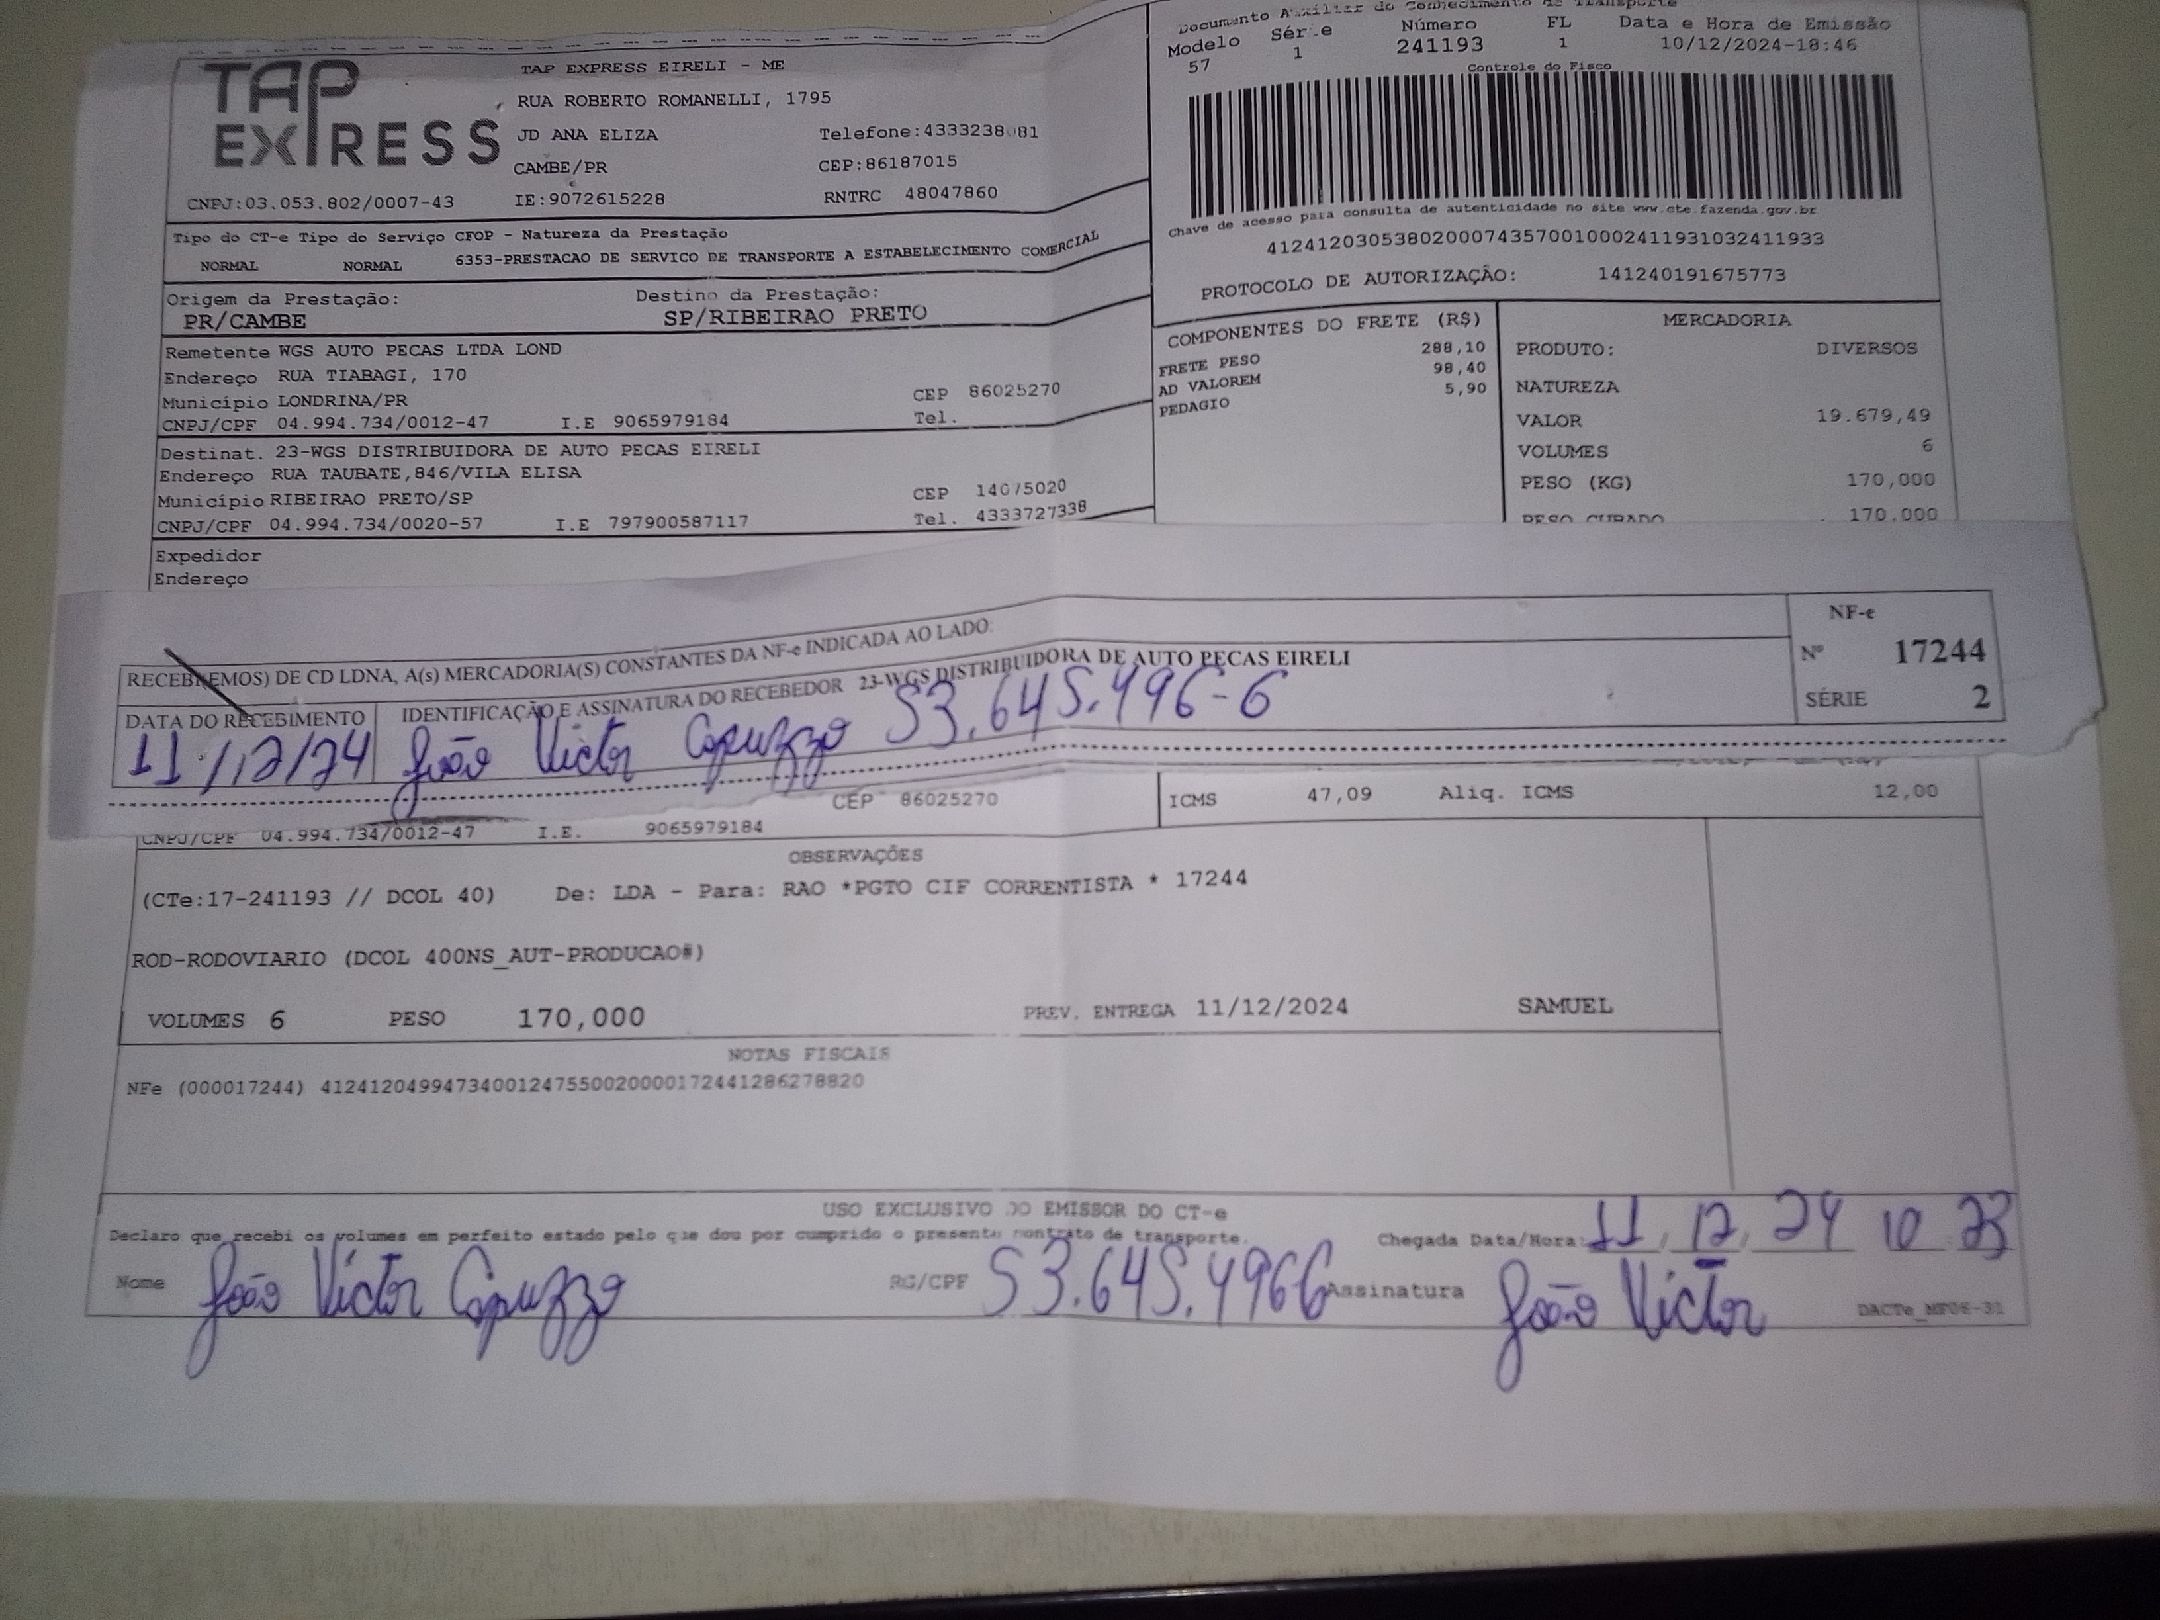 TAP EXPRESS
TAP EXPRESS EIRELI - ME
RUA ROBERTO ROMANELLI, 1795
JD ANA ELIZA Telefone:4333238081
CAMBE/PR CEP:86187015
CNPJ:03.053.802/0007-43 IE:9072615228 RNTRC 48047860
Documento Auxiliar do Conhecimento de Transporte
Modelo Série Número FL Data e Hora de Emissão
57 1 241193 1 10/12/2024-18:46
Controle do Fisco
Chave de acesso para consulta de autenticidade no site www.cte.fazenda.gov.br
41241203053802000743570010002411931032411933
PROTOCOLO DE AUTORIZAÇÃO: 141240191675773
Tipo do CT-e Tipo do Serviço CFOP - Natureza da Prestação
NORMAL NORMAL 6353-PRESTACAO DE SERVICO DE TRANSPORTE A ESTABELECIMENTO COMERCIAL
Origem da Prestação: Destino da Prestação:
PR/CAMBE SP/RIBEIRAO PRETO
Remetente WGS AUTO PECAS LTDA LOND
Endereço RUA TIABAGI, 170
Município LONDRINA/PR CEP 86025270
CNPJ/CPF 04.994.734/0012-47 I.E 9065979184 Tel.
Destinat. 23-WGS DISTRIBUIDORA DE AUTO PECAS EIRELI
Endereço RUA TAUBATE,846/VILA ELISA
Município RIBEIRAO PRETO/SP CEP 14075020
CNPJ/CPF 04.994.734/0020-57 I.E 797900587117 Tel. 4333727338
Expedidor
Endereço
COMPONENTES DO FRETE (R$)
FRETE PESO 288,10
AD VALOREM 98,40
PEDAGIO 5,90
MERCADORIA
PRODUTO: DIVERSOS
NATUREZA
VALOR 19.679,49
VOLUMES 6
PESO (KG) 170,000
PESO CUBADO 170,000
RECEBI(EMOS) DE CD LDNA, A(s) MERCADORIA(S) CONSTANTES DA NF-e INDICADA AO LADO.
DATA DO RECEBIMENTO IDENTIFICAÇÃO E ASSINATURA DO RECEBEDOR 23-WGS DISTRIBUIDORA DE AUTO PECAS EIRELI
11/12/24 João Victor Capuzzo 53.645.496-6
NF-e
Nº 17244
SÉRIE 2
CEP 86025270
CNPJ/CPF 04.994.734/0012-47 I.E. 9065979184
ICMS 47,09 Aliq. ICMS 12,00
OBSERVAÇÕES
(CTe:17-241193 // DCOL 40) De: LDA - Para: RAO *PGTO CIF CORRENTISTA * 17244
ROD-RODOVIARIO (DCOL 400NS_AUT-PRODUCAO#)
VOLUMES 6 PESO 170,000 PREV. ENTREGA 11/12/2024 SAMUEL
NOTAS FISCAIS
NFe (000017244) 41241204994734001247550020000172441286278820
USO EXCLUSIVO DO EMISSOR DO CT-e
Declaro que recebi os volumes em perfeito estado pelo que dou por cumprido o presente contrato de transporte. Chegada Data/Hora: 11/12/24 10:23
Nome João Victor Capuzzo RG/CPF 53.645.4966 Assinatura João Victor
DACTe_MF06-31